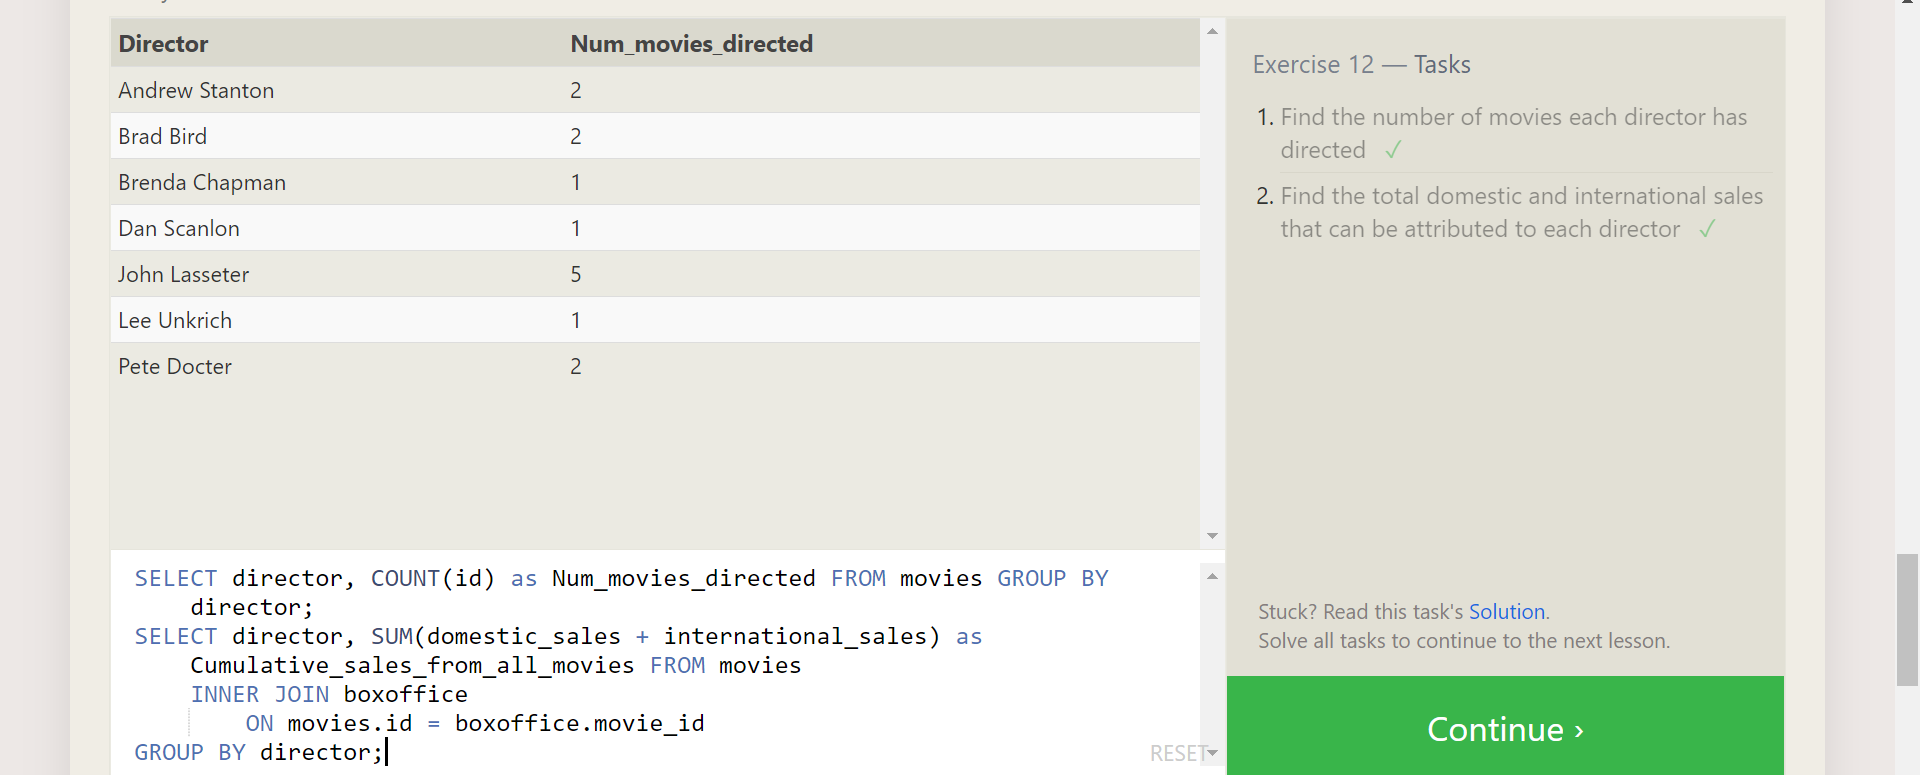 Director Num_movies_directed
Andrew Stanton 2
Brad Bird 2
Brenda Chapman 1
Dan Scanlon 1
John Lasseter 5
Lee Unkrich 1
Pete Docter 2
SELECT director, COUNT(id) as Num_movies_directed FROM movies GROUP BY
director;
SELECT director, SUM(domestic_sales + international_sales) as
Cumulative_sales_from_all_movies FROM movies
INNER JOIN boxoffice
ON movies.id = boxoffice.movie_id
GROUP BY director;
RESET
Exercise 12 — Tasks
1. Find the number of movies each director has
directed ✓
2. Find the total domestic and international sales
that can be attributed to each director ✓
Stuck? Read this task's Solution.
Solve all tasks to continue to the next lesson.
Continue ›